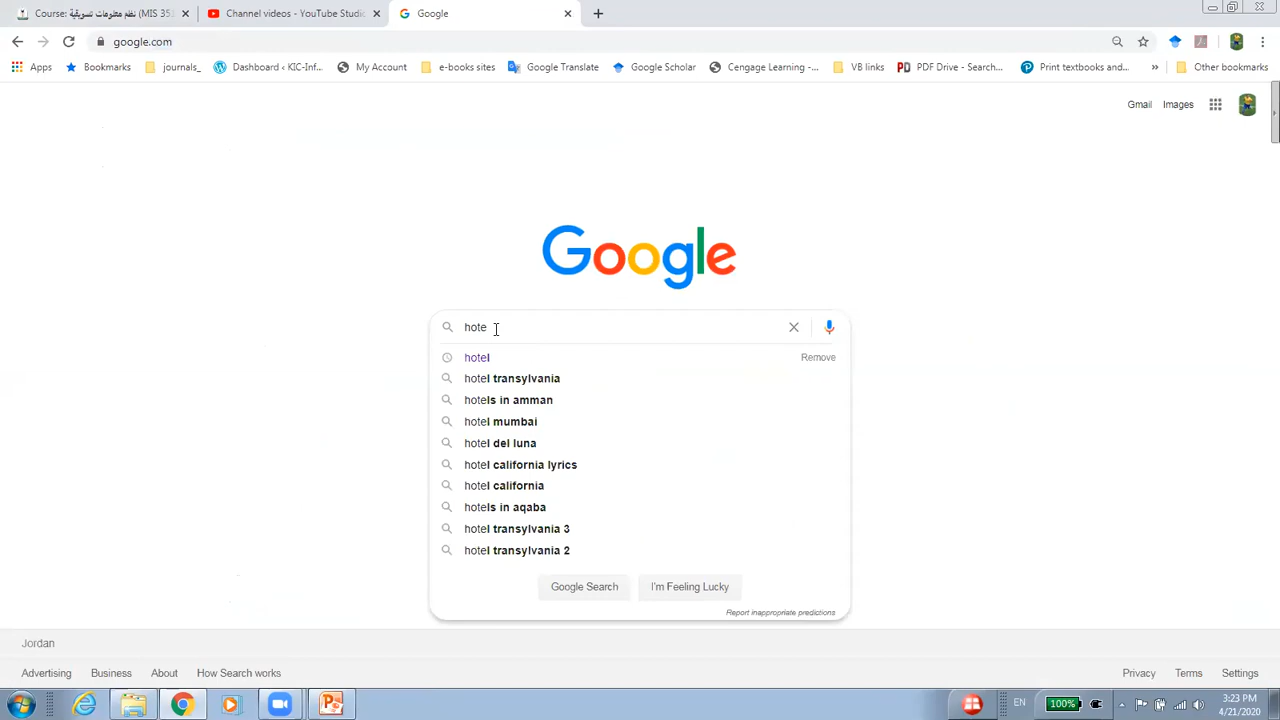 Course: نظم معلومات تسويقية) (MIS 351
Channel videos - YouTube Studio
Google
google.com
Apps
Bookmarks
journals_
Dashboard (KIC-Inf...
My Account
e-books sites
Google Translate
Google Scholar
Cengage Learning -...
VB links
PDF Drive - Search...
Print textbooks and...
»
Other bookmarks
Gmail
Images
Google
hote
hotel
Remove
hotel transylvania
hotels in amman
hotel mumbai
hotel del luna
hotel california lyrics
hotel california
hotels in aqaba
hotel transylvania 3
hotel transylvania 2
Google Search
I'm Feeling Lucky
Report inappropriate predictions
Jordan
Advertising
Business
About
How Search works
Privacy
Terms
Settings
EN
100%
3:23 PM
4/21/2020